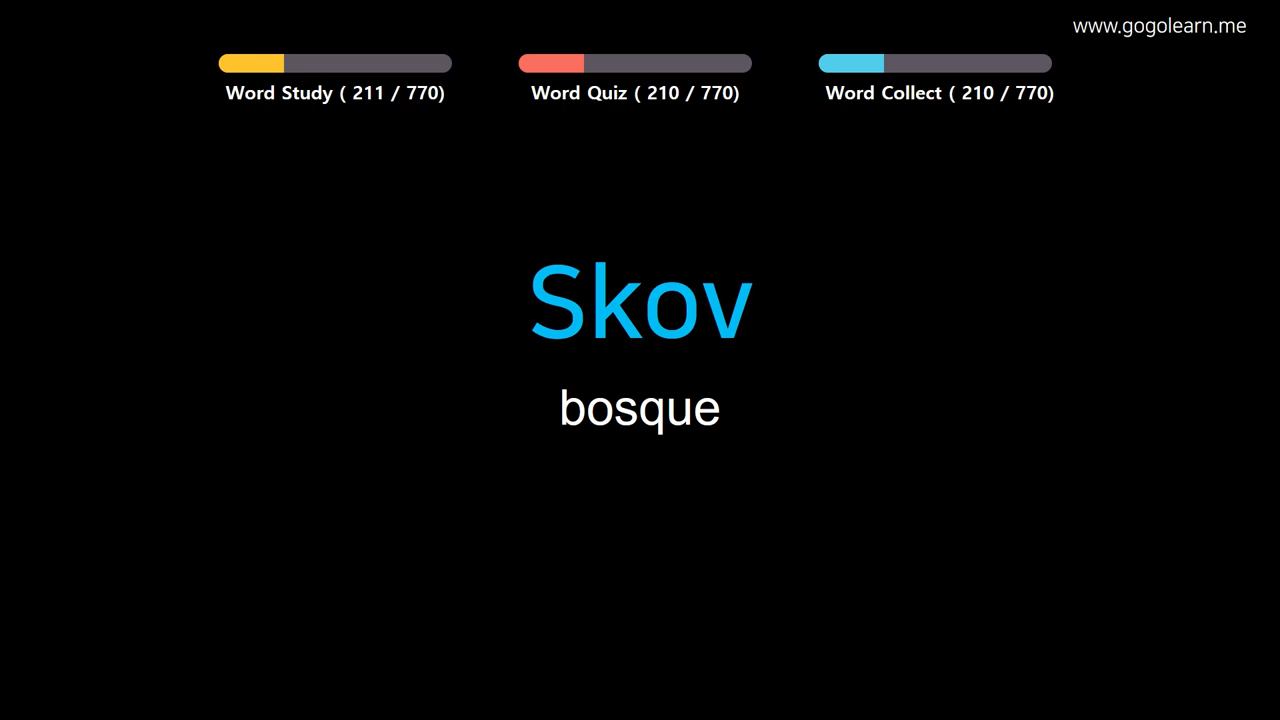 www.gogolearn.me
Word Study ( 211 / 770)
Word Quiz ( 210 / 770)
Word Collect ( 210 / 770)
Skov
bosque